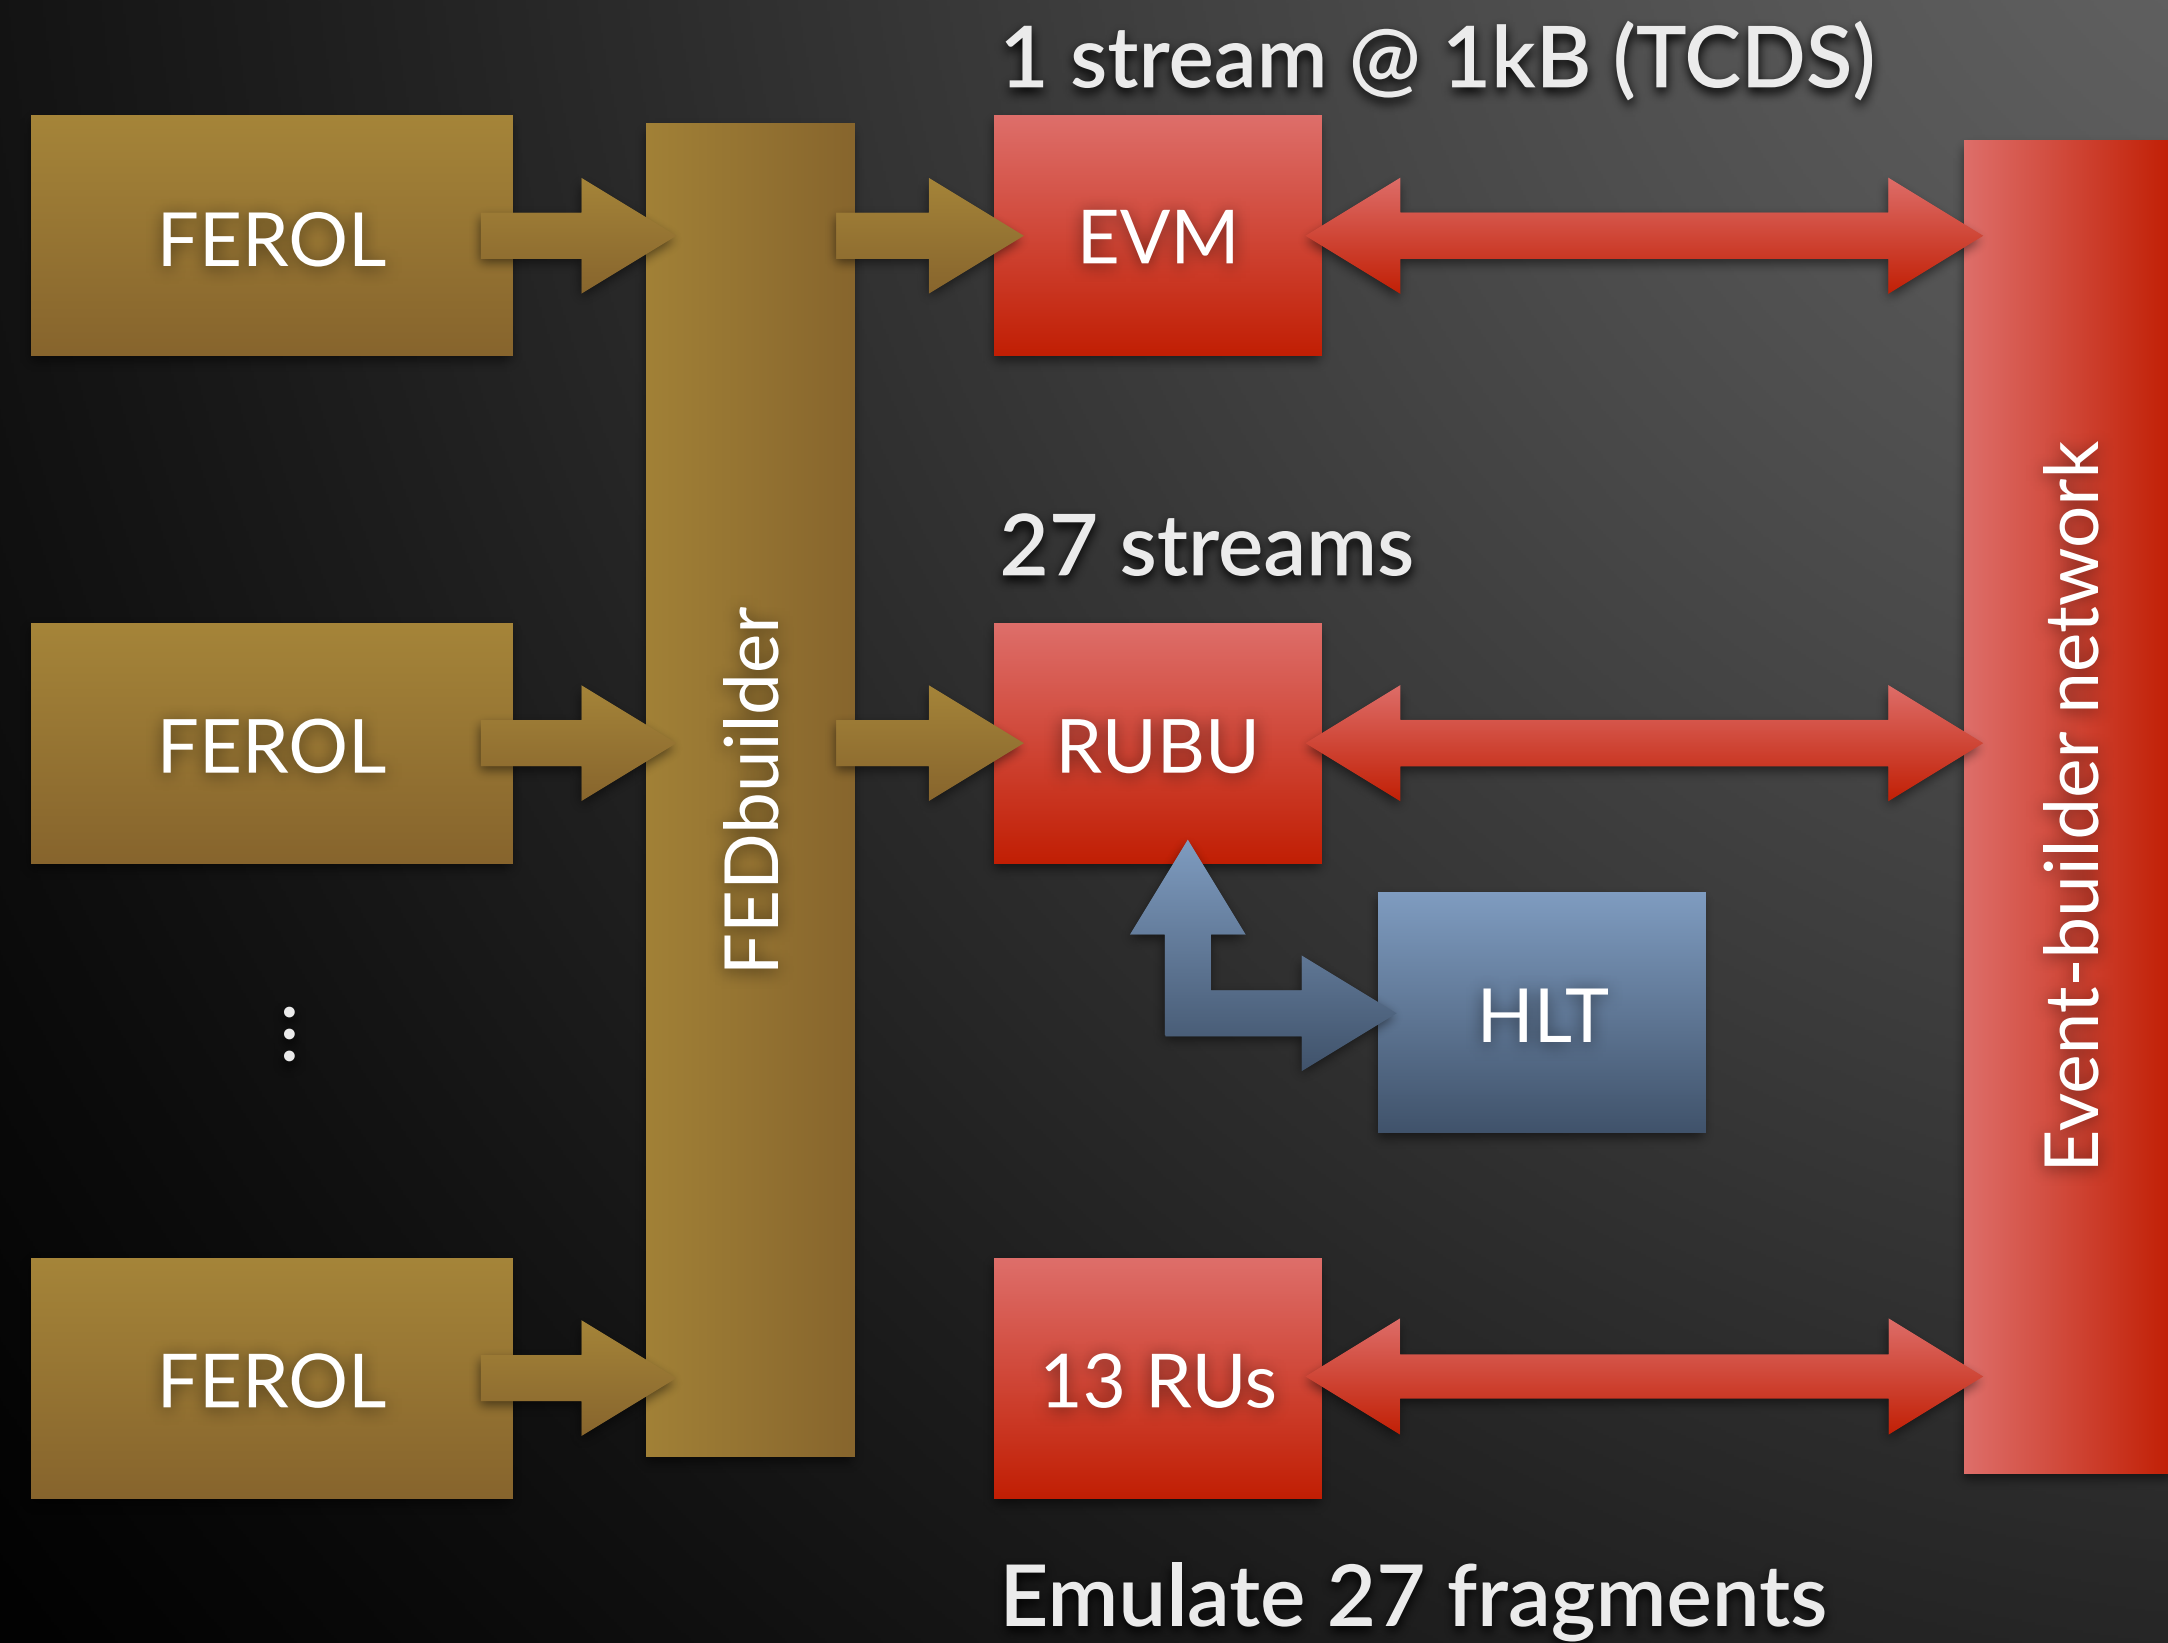 1 stream @ 1kB (TCDS)
FEROL
EVM
27 streams
FEROL
FEDbuilder
RUBU
Event-builder network
HLT
...
FEROL
13 RUs
Emulate 27 fragments